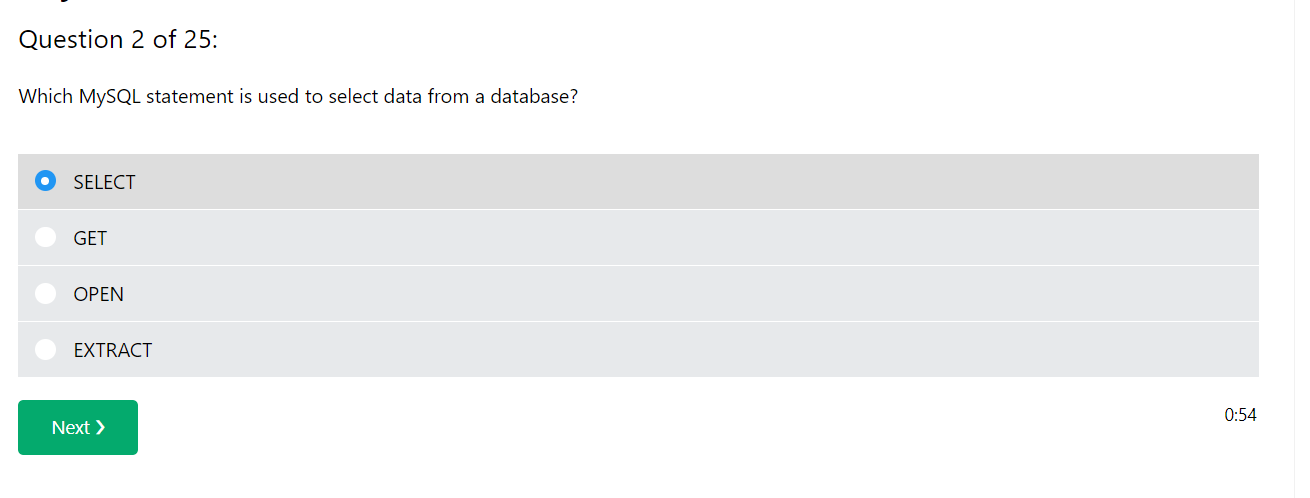 Question 2 of 25:
Which MySQL statement is used to select data from a database?
SELECT
GET
OPEN
EXTRACT
Next ❯
0:54